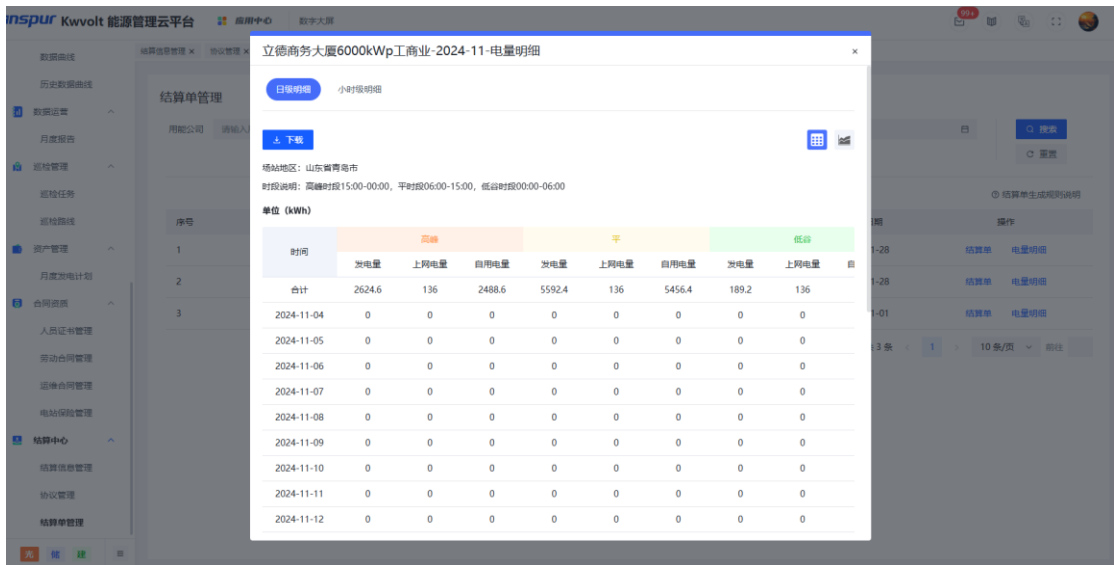 inspur Kwvolt 能源管理云平台 应用中心 数字大屏 99+
数据曲线
历史数据曲线
数据运营
月度报告
巡检管理
巡检任务
巡检路线
资产管理
月度发电计划
合同资质
人员证书管理
劳动合同管理
运维合同管理
电站保险管理
结算中心
结算信息管理
协议管理
结算单管理
光 储 建
结算信息管理 × 协议管理 ×
结算单管理
用能公司 请输入
搜索
重置
结算单生成规则说明
序号 期 操作
1 1-28 结算单 电量明细
2 1-28 结算单 电量明细
3 1-01 结算单 电量明细
3 条 < 1 > 10 条/页 前往
立德商务大厦6000kWp工商业-2024-11-电量明细 ×
日级明细 小时级明细
下载
场站地区：山东省青岛市
时段说明：高峰时段15:00-00:00，平时段06:00-15:00，低谷时段00:00-06:00
单位（kWh）
时间 高峰 平 低谷
发电量 上网电量 自用电量 发电量 上网电量 自用电量 发电量 上网电量 自
合计 2624.6 136 2488.6 5592.4 136 5456.4 189.2 136
2024-11-04 0 0 0 0 0 0 0 0
2024-11-05 0 0 0 0 0 0 0 0
2024-11-06 0 0 0 0 0 0 0 0
2024-11-07 0 0 0 0 0 0 0 0
2024-11-08 0 0 0 0 0 0 0 0
2024-11-09 0 0 0 0 0 0 0 0
2024-11-10 0 0 0 0 0 0 0 0
2024-11-11 0 0 0 0 0 0 0 0
2024-11-12 0 0 0 0 0 0 0 0